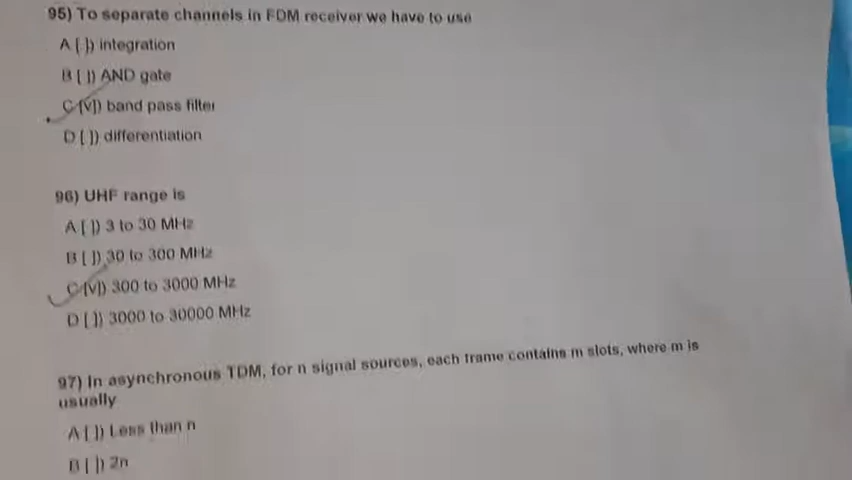 95) To separate channels in FDM receiver we have to use
A [ ]) integration
B [ ]) AND gate
C [v]) band pass filter
D [ ]) differentiation
96) UHF range is
A [ ]) 3 to 30 MHz
B [ ]) 30 to 300 MHz
C [v]) 300 to 3000 MHz
D [ ]) 3000 to 30000 MHz
97) In asynchronous TDM, for n signal sources, each frame contains m slots, where m is
usually
A [ ]) Less than n
B [ ]) 2n